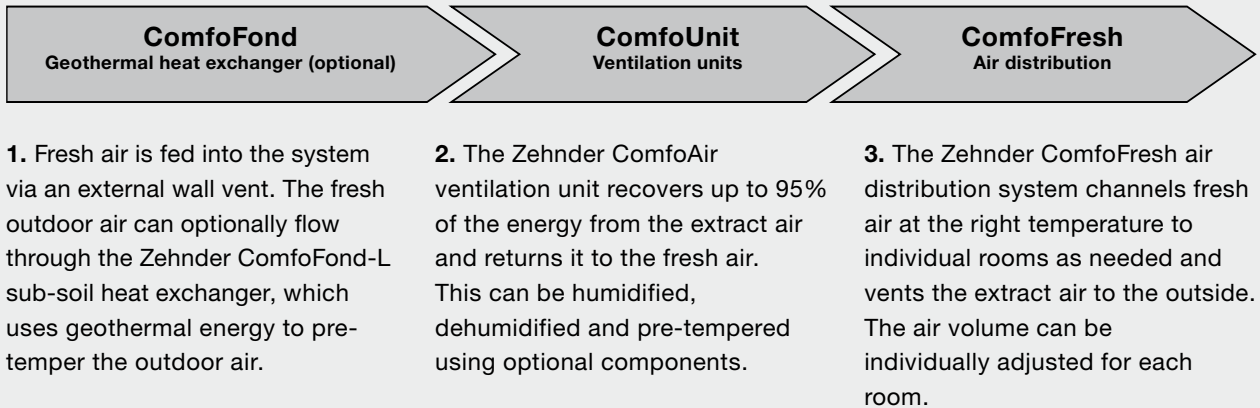 ComfoFond
Geothermal heat exchanger (optional)
ComfoUnit
Ventilation units
ComfoFresh
Air distribution
1. Fresh air is fed into the system
via an external wall vent. The fresh
outdoor air can optionally flow
through the Zehnder ComfoFond-L
sub-soil heat exchanger, which
uses geothermal energy to pre-
temper the outdoor air.
2. The Zehnder ComfoAir
ventilation unit recovers up to 95%
of the energy from the extract air
and returns it to the fresh air.
This can be humidified,
dehumidified and pre-tempered
using optional components.
3. The Zehnder ComfoFresh air
distribution system channels fresh
air at the right temperature to
individual rooms as needed and
vents the extract air to the outside.
The air volume can be
individually adjusted for each
room.